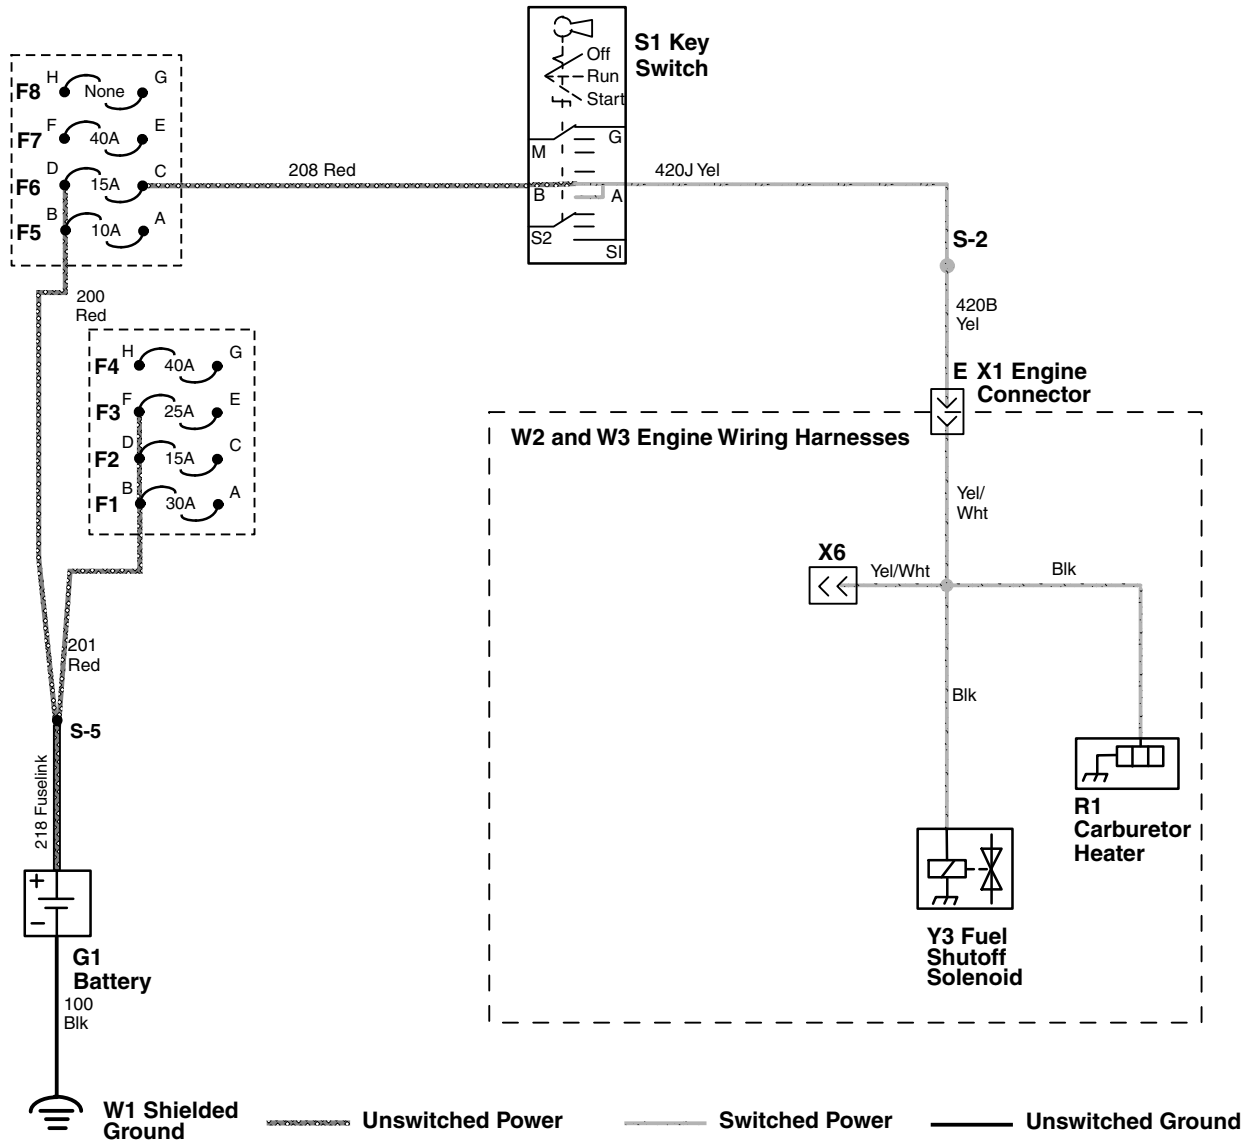 S1 Key
Switch
Off
Run
Start
M
G
B
A
S2
SI
F8
H
None
G
F7
F
40A
E
F6
D
15A
C
F5
B
10A
A
208 Red
420J Yel
200
Red
F4
H
40A
G
F3
F
25A
E
F2
D
15A
C
F1
B
30A
A
S-2
420B
Yel
E X1 Engine
Connector
W2 and W3 Engine Wiring Harnesses
Yel/
Wht
X6
Yel/Wht
Blk
201
Red
S-5
Blk
218 Fuselink
R1
Carburetor
Heater
+
−
G1
Battery
100
Blk
Y3 Fuel
Shutoff
Solenoid
W1 Shielded
Ground
Unswitched Power
Switched Power
Unswitched Ground